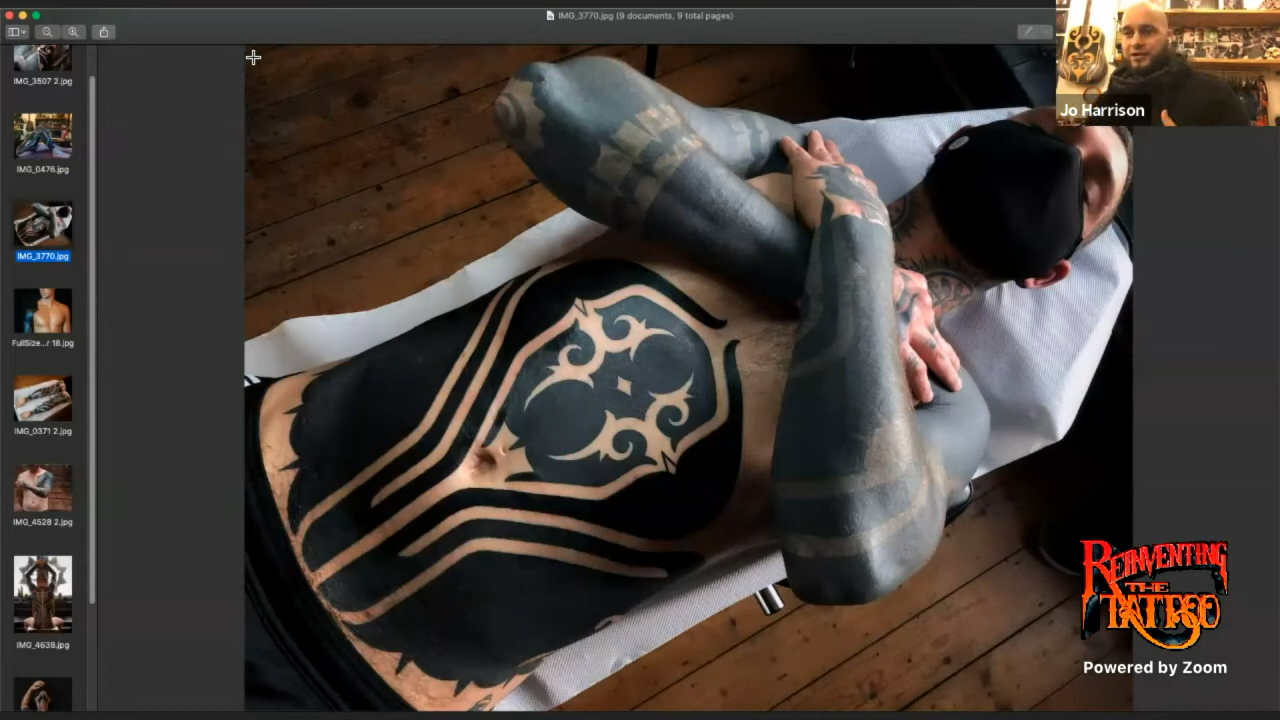 IMG_3770.jpg (9 documents, 9 total pages)
IMG_3507 2.jpg
IMG_0476.jpg
IMG_3770.jpg
FullSize...r 18.jpg
IMG_0371 2.jpg
IMG_4528 2.jpg
IMG_4638.jpg
Jo Harrison
REINVENTING
THE
TATTOO
Powered by Zoom